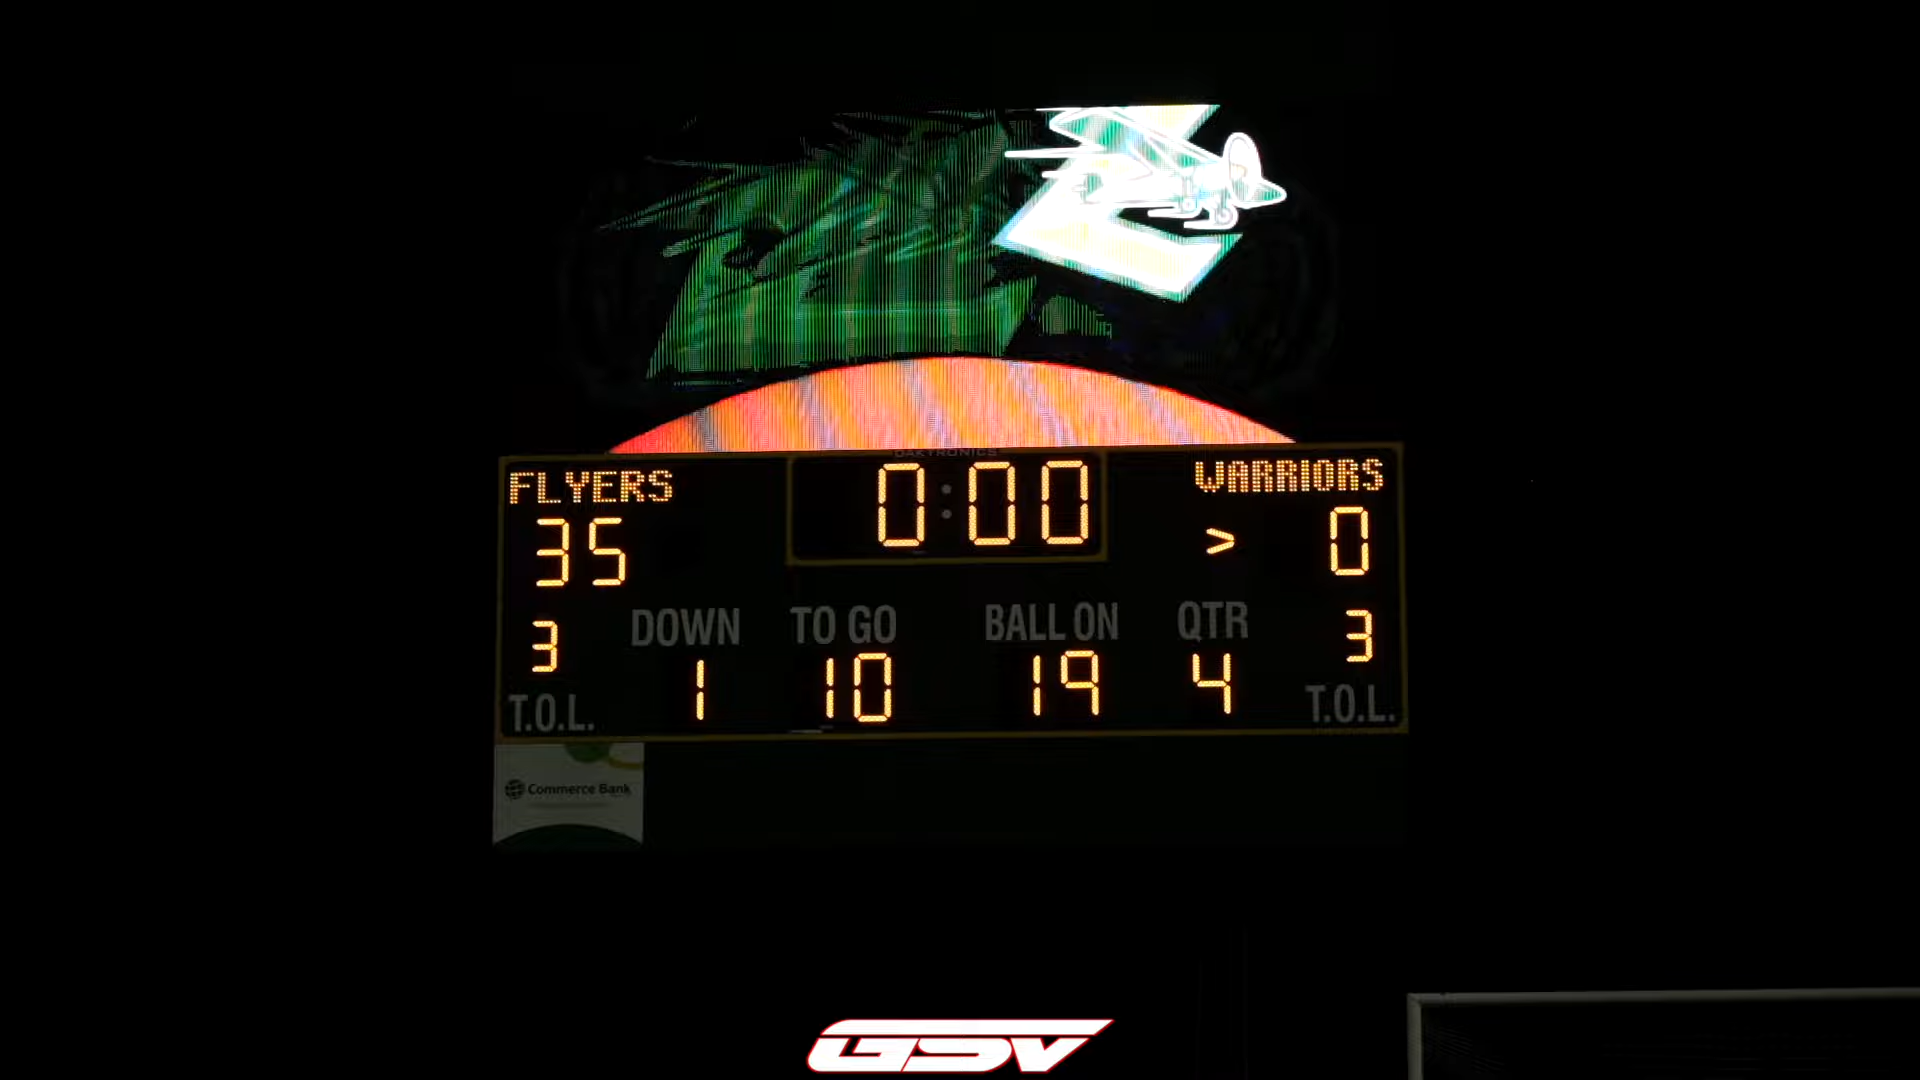 DAKTRONICS
FLYERS 0:00 WARRIORS
35 > 0
DOWN TO GO BALL ON QTR
3 1 10 19 4 3
T.O.L. T.O.L.
Commerce Bank
GSV